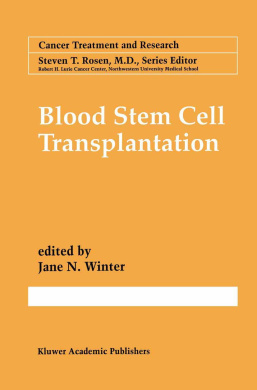 Cancer Treatment and Research
Steven T. Rosen, M.D., Series Editor
Robert H. Lurie Cancer Center, Northwestern University Medical School
Blood Stem Cell
Transplantation
edited by
Jane N. Winter
Kluwer Academic Publishers